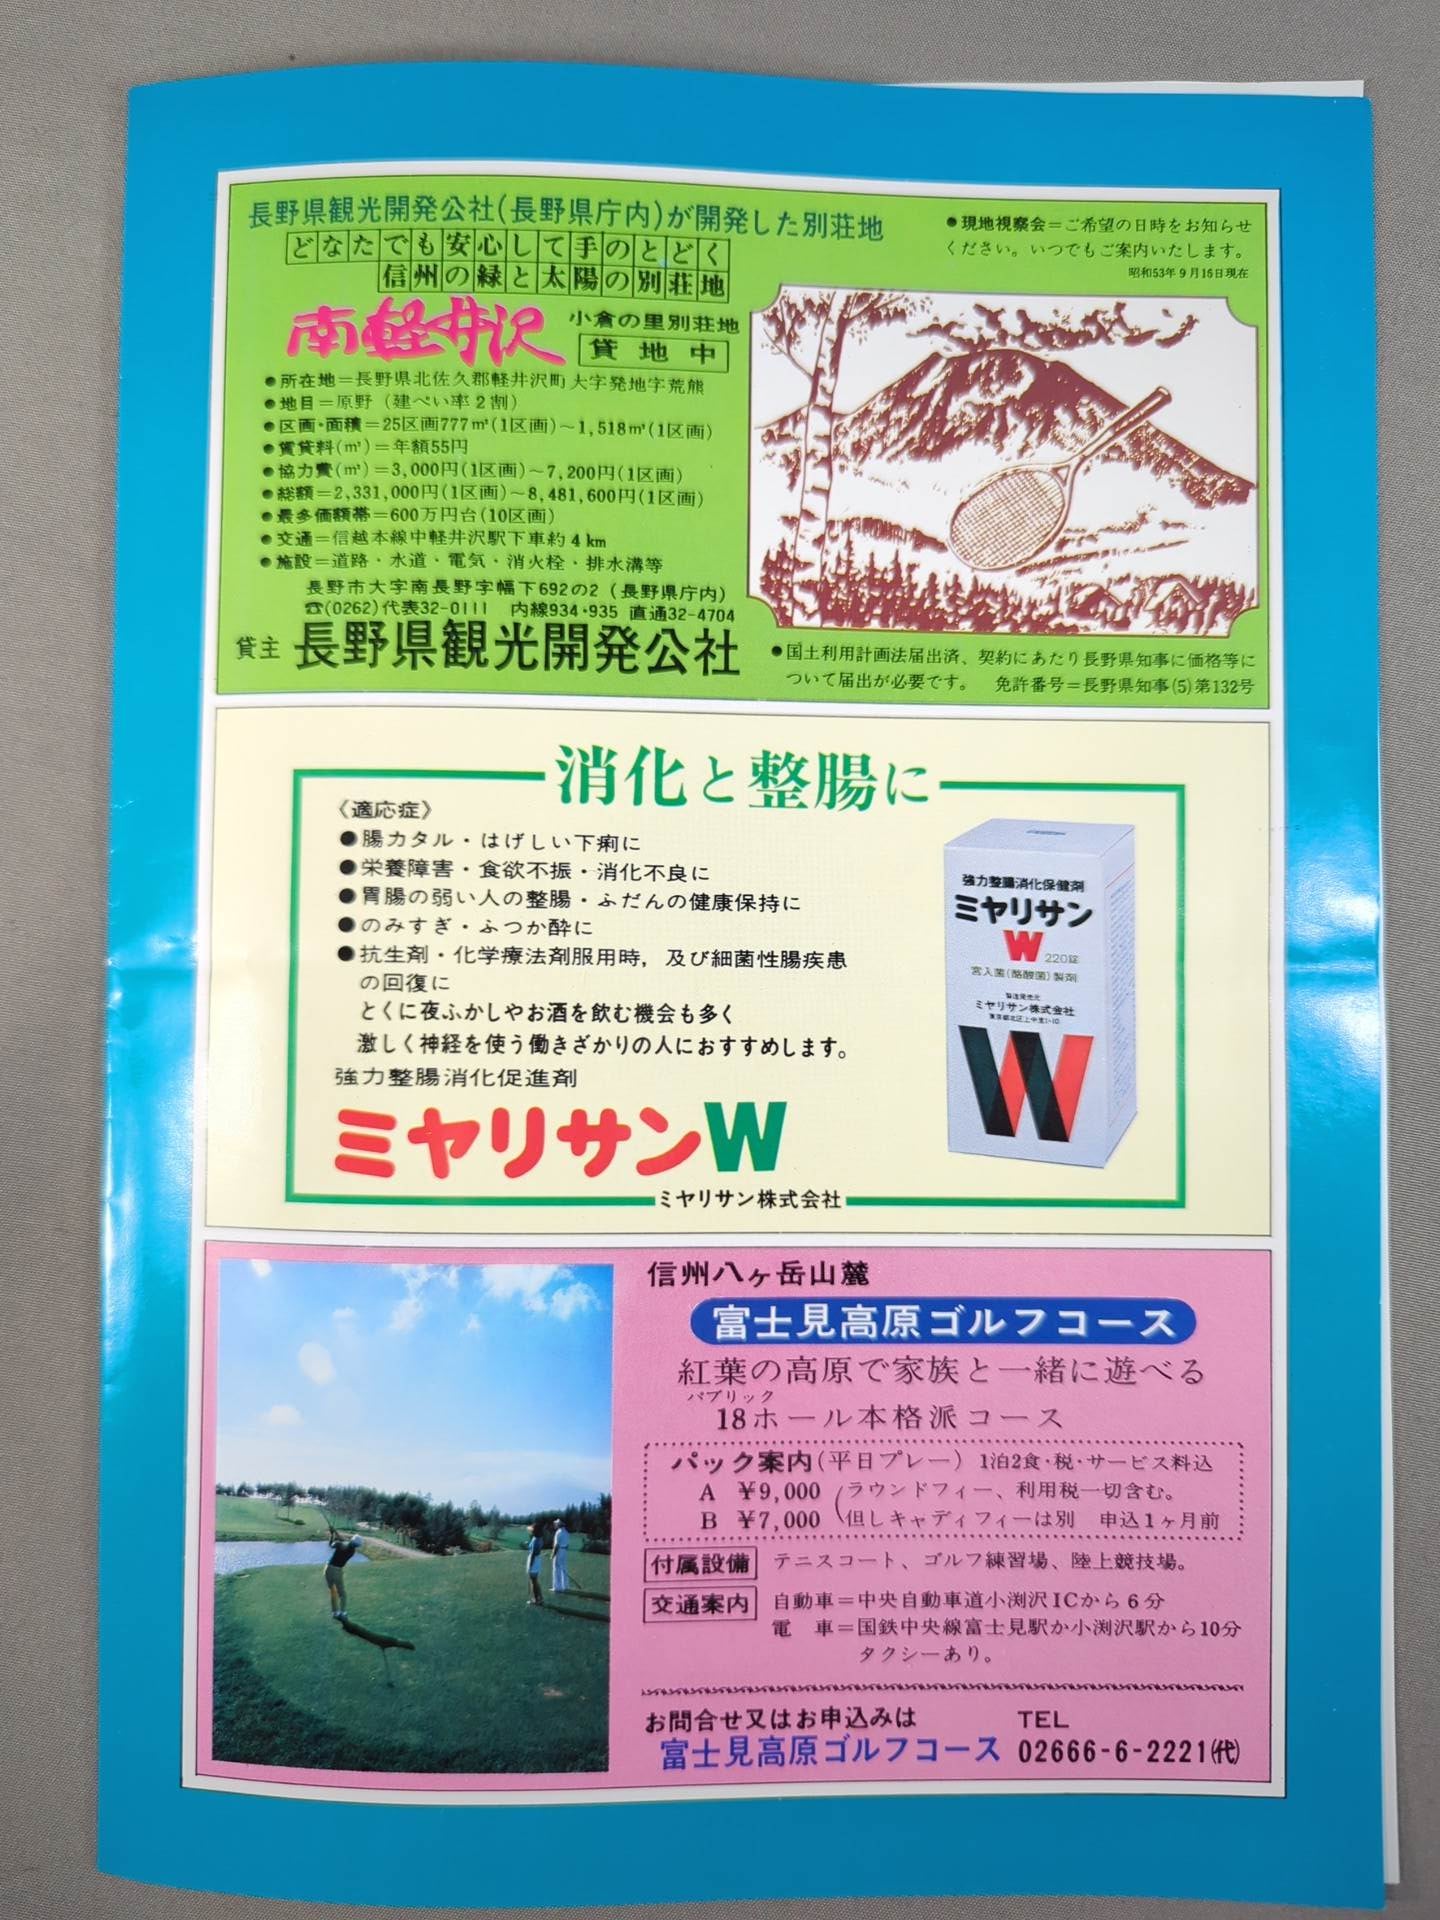 長野県観光開発公社(長野県庁内)が開発した別荘地
どなたでも安心して手のとどく
信州の緑と太陽の別荘地
南軽井沢
小倉の里別荘地
貸地中
●所在地=長野県北佐久郡軽井沢町大字発地字荒熊
●地目=原野(建ぺい率2割)
●区画・面積=25区画777㎡(1区画)~1,518㎡(1区画)
●賃貸料(㎡)=年額55円
●協力費(㎡)=3,000円(1区画)~7,200円(1区画)
●総額=2,331,000円(1区画)~8,481,600円(1区画)
●最多価額帯=600万円台(10区画)
●交通=信越本線中軽井沢駅下車約4km
●施設=道路・水道・電気・消火栓・排水溝等
長野市大字南長野字幅下692の2(長野県庁内)
☎(0262)代表32-0111 内線934・935 直通32-4704
貸主 長野県観光開発公社
●現地視察会=ご希望の日時をお知らせ
ください。いつでもご案内いたします。
昭和53年9月16日現在
●国土利用計画法届出済、契約にあたり長野県知事に価格等に
ついて届出が必要です。 免許番号=長野県知事(5)第132号
消化と整腸に
〈適応症〉
●腸カタル・はげしい下痢に
●栄養障害・食欲不振・消化不良に
●胃腸の弱い人の整腸・ふだんの健康保持に
●のみすぎ・ふつか酔に
●抗生剤・化学療法剤服用時,及び細菌性腸疾患
の回復に
とくに夜ふかしやお酒を飲む機会も多く
激しく神経を使う働きざかりの人におすすめします。
強力整腸消化促進剤
ミヤリサンW
ミヤリサン株式会社
強力整腸消化保健剤
ミヤリサン
W
220錠
宮入菌(酪酸菌)製剤
製造発売元
ミヤリサン株式会社
東京都北区上中里1-10
W
信州八ヶ岳山麓
富士見高原ゴルフコース
紅葉の高原で家族と一緒に遊べる
パブリック
18ホール本格派コース
パック案内(平日プレー) 1泊2食・税・サービス料込
A ¥9,000 (ラウンドフィー、利用税一切含む。
B ¥7,000 但しキャディフィーは別 申込1ヶ月前
付属設備 テニスコート、ゴルフ練習場、陸上競技場。
交通案内 自動車=中央自動車道小渕沢ICから6分
電 車=国鉄中央線富士見駅か小渕沢駅から10分
タクシーあり。
お問合せ又はお申込みは TEL
富士見高原ゴルフコース 02666-6-2221(代)